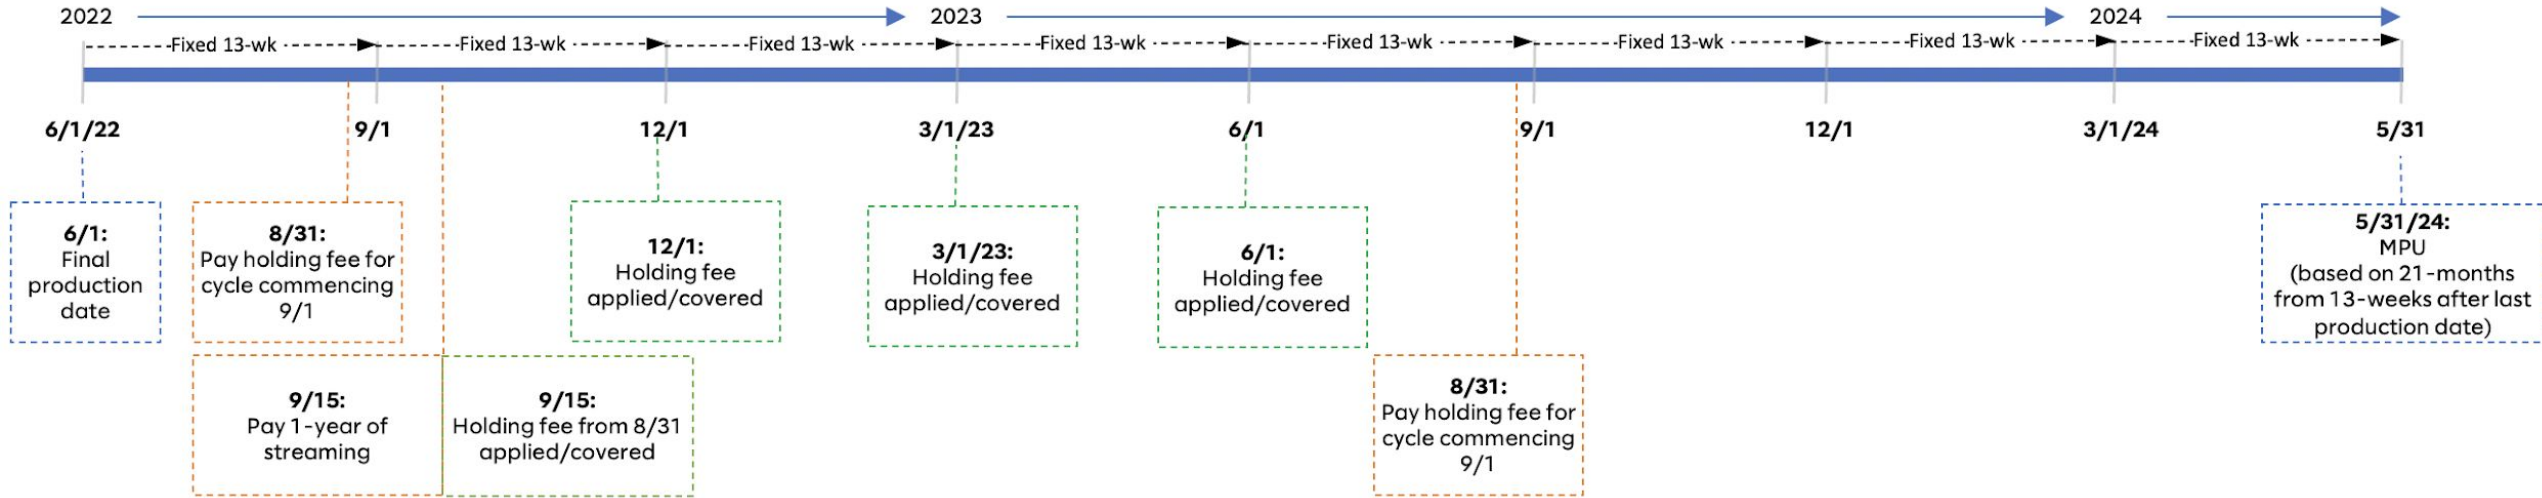 2022
2023
2024
Fixed 13-wk
Fixed 13-wk
Fixed 13-wk
Fixed 13-wk
Fixed 13-wk
Fixed 13-wk
Fixed 13-wk
Fixed 13-wk
6/1/22
9/1
12/1
3/1/23
6/1
9/1
12/1
3/1/24
5/31
6/1:
Final
production
date
8/31:
Pay holding fee for
cycle commencing
9/1
12/1:
Holding fee
applied/covered
3/1/23:
Holding fee
applied/covered
6/1:
Holding fee
applied/covered
5/31/24:
MPU
(based on 21-months
from 13-weeks after last
production date)
9/15:
Pay 1-year of
streaming
9/15:
Holding fee from 8/31
applied/covered
8/31:
Pay holding fee for
cycle commencing
9/1